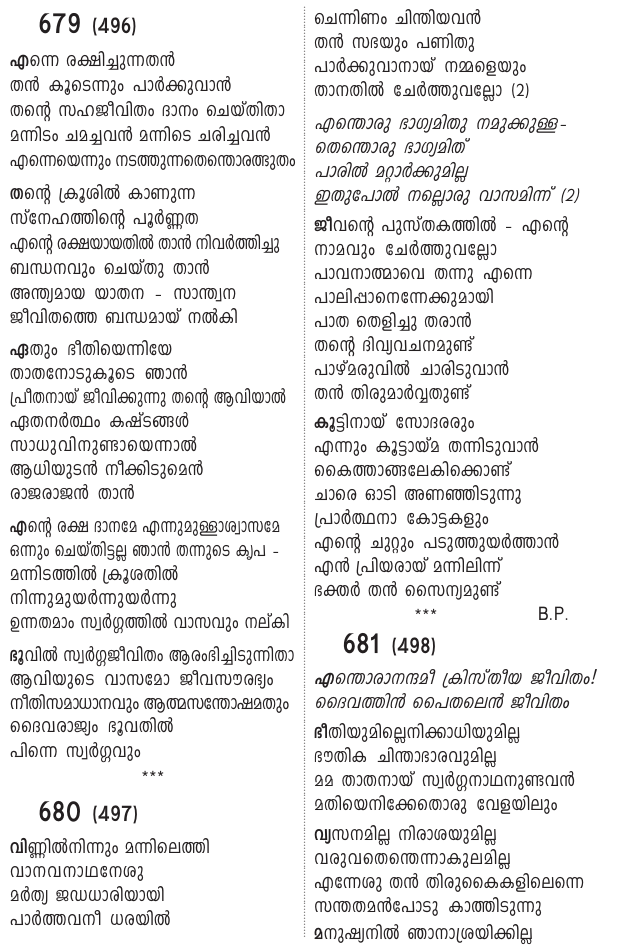 679 (496)
എന്നെ രക്ഷിച്ചുന്നതൻ
തൻ കൂടെന്നും പാർക്കുവാൻ
തന്റെ സഹജീവിതം ദാനം ചെയ്തിതാ
മന്നിടം ചമച്ചവൻ മന്നിടെ ചരിച്ചവൻ
എന്നെയെന്നും നടത്തുന്നതെന്തൊരത്ഭുതം
തന്റെ ക്രൂശിൽ കാണുന്ന
സ്നേഹത്തിന്റെ പൂർണ്ണത
എന്റെ രക്ഷയായതിൽ താൻ നിവർത്തിച്ചു
ബന്ധനവും ചെയ്തു താൻ
അന്ത്യമായ യാതന – സാന്ത്വന
ജീവിതത്തെ ബന്ധമായ് നൽകി
ഏതും ഭീതിയെന്നിയേ
താതനോടുകൂടെ ഞാൻ
പ്രീതനായ് ജീവിക്കുന്നു തന്റെ ആവിയാൽ
ഏതനർത്ഥം കഷ്ടങ്ങൾ
സാധുവിനുണ്ടായെന്നാൽ
ആധിയുടൻ നീക്കിടുമെൻ
രാജരാജൻ താൻ
എന്റെ രക്ഷ ദാനമേ എന്നുമുള്ളാശ്വാസമേ
ഒന്നും ചെയ്തിട്ടല്ല ഞാൻ തന്നുടെ കൃപ –
മന്നിടത്തിൽ ക്രൂശതിൽ
നിന്നുമുയർന്നുയർന്നു
ഉന്നതമാം സ്വർഗ്ഗത്തിൽ വാസവും നല്കി
ഭൂവിൽ സ്വർഗ്ഗജീവിതം ആരംഭിച്ചിടുന്നിതാ
ആവിയുടെ വാസമോ ജീവസൗരഭ്യം
നീതിസമാധാനവും ആത്മസന്തോഷമതും
ദൈവരാജ്യം ഭൂവതിൽ
പിന്നെ സ്വർഗ്ഗവും
***
680 (497)
വിണ്ണിൽനിന്നും മന്നിലെത്തി
വാനവനാഥനേശു
മർത്യ ജഡധാരിയായി
പാർത്തവനീ ധരയിൽ
ചെന്നിണം ചിന്തിയവൻ
തൻ സഭയും പണിതു
പാർക്കുവാനായ് നമ്മളെയും
താനതിൽ ചേർത്തുവല്ലോ (2)
എന്തൊരു ഭാഗ്യമിതു നമുക്കുള്ള–
തെന്തൊരു ഭാഗ്യമിത്
പാരിൽ മറ്റാർക്കുമില്ല
ഇതുപോൽ നല്ലൊരു വാസമിന്ന് (2)
ജീവന്റെ പുസ്തകത്തിൽ – എന്റെ
നാമവും ചേർത്തുവല്ലോ
പാവനാത്മാവെ തന്നു എന്നെ
പാലിപ്പാനെന്നേക്കുമായി
പാത തെളിച്ചു തരാൻ
തന്റെ ദിവ്യവചനമുണ്ട്
പാഴ്മരുവിൽ ചാരിടുവാൻ
തൻ തിരുമാർവ്വതുണ്ട്
കൂട്ടിനായ് സോദരരും
എന്നും കൂട്ടായ്മ തന്നിടുവാൻ
കൈത്താങ്ങലേകിക്കൊണ്ട്
ചാരെ ഓടി അണഞ്ഞിടുന്നു
പ്രാർത്ഥനാ കോട്ടകളും
എന്റെ ചുറ്റും പടുത്തുയർത്താൻ
എൻ പ്രിയരായ് മന്നിലിന്ന്
ഭക്തർ തൻ സൈന്യമുണ്ട്
*** B.P.
681 (498)
എന്തൊരാനന്ദമീ ക്രിസ്തീയ ജീവിതം!
ദൈവത്തിൻ പൈതലെൻ ജീവിതം
ഭീതിയുമില്ലെനിക്കാധിയുമില്ല
ഭൗതിക ചിന്താഭാരവുമില്ല
മമ താതനായ് സ്വർഗ്ഗനാഥനുണ്ടവൻ
മതിയെനിക്കേതൊരു വേളയിലും
വ്യസനമില്ല നിരാശയുമില്ല
വരുവതെന്തെന്നാകുലമില്ല
എന്നേശു തൻ തിരുകൈകളിലെന്നെ
സന്തതമൻപോടു കാത്തിടുന്നു
മനുഷ്യനിൽ ഞാനാശ്രയിക്കില്ല